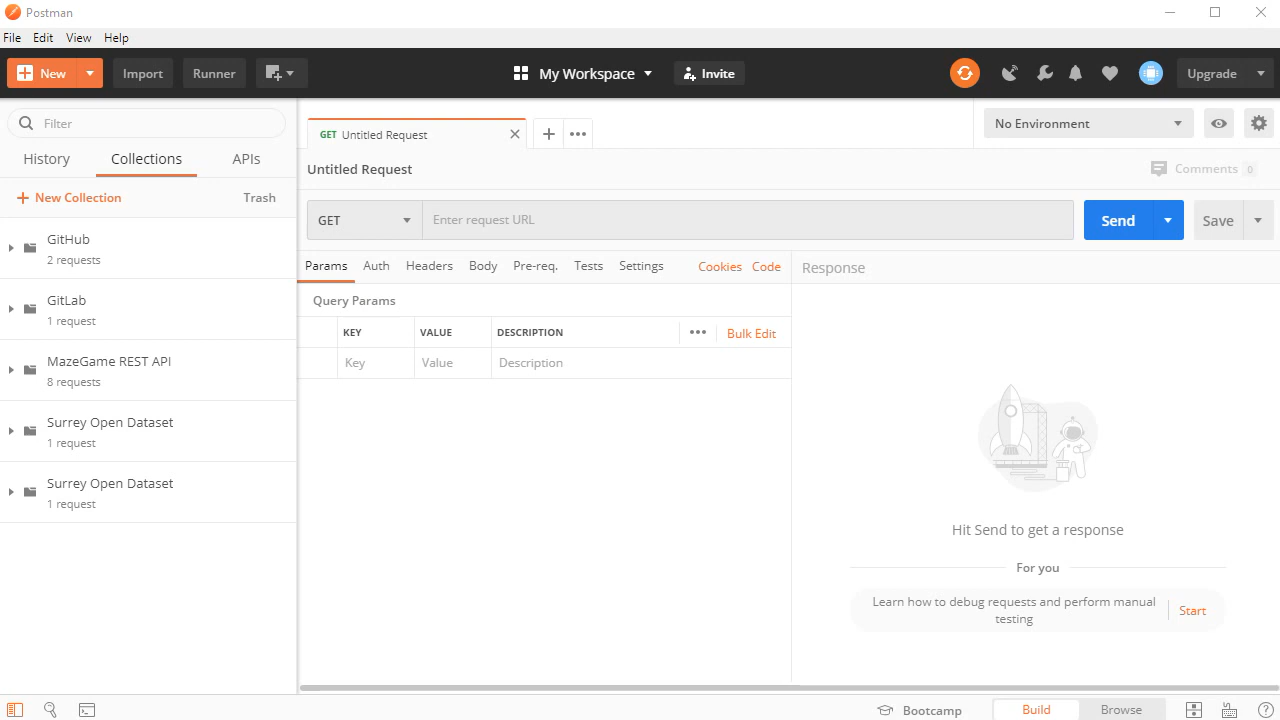 Postman
File Edit View Help
New Import Runner My Workspace Invite Upgrade
Filter
History Collections APIs
New Collection Trash
GitHub
2 requests
GitLab
1 request
MazeGame REST API
8 requests
Surrey Open Dataset
1 request
Surrey Open Dataset
1 request
GET Untitled Request
No Environment
Untitled Request
Comments 0
GET Enter request URL Send Save
Params Auth Headers Body Pre-req. Tests Settings Cookies Code
Query Params
KEY VALUE DESCRIPTION Bulk Edit
Key Value Description
Response
Hit Send to get a response
For you
Learn how to debug requests and perform manual
testing
Start
Bootcamp Build Browse